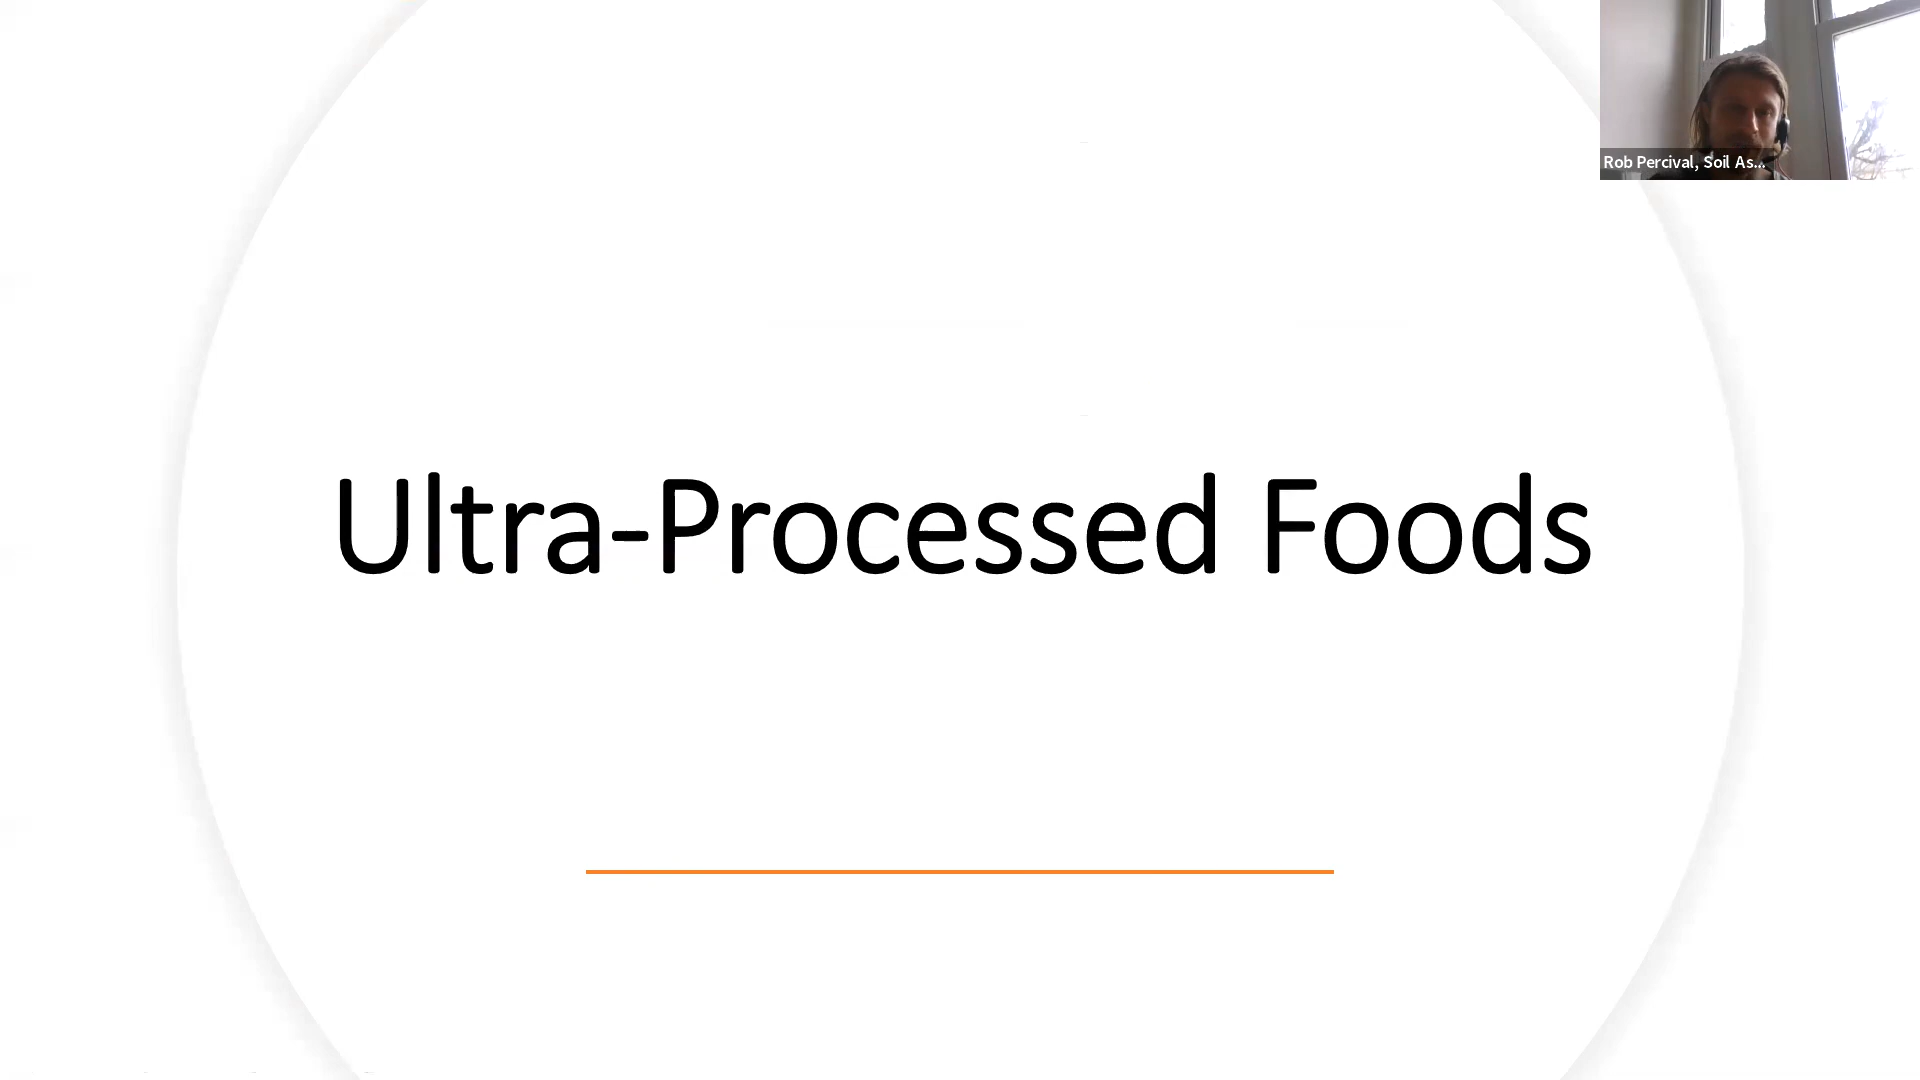 Rob Percival, Soil As...
Ultra-Processed Foods